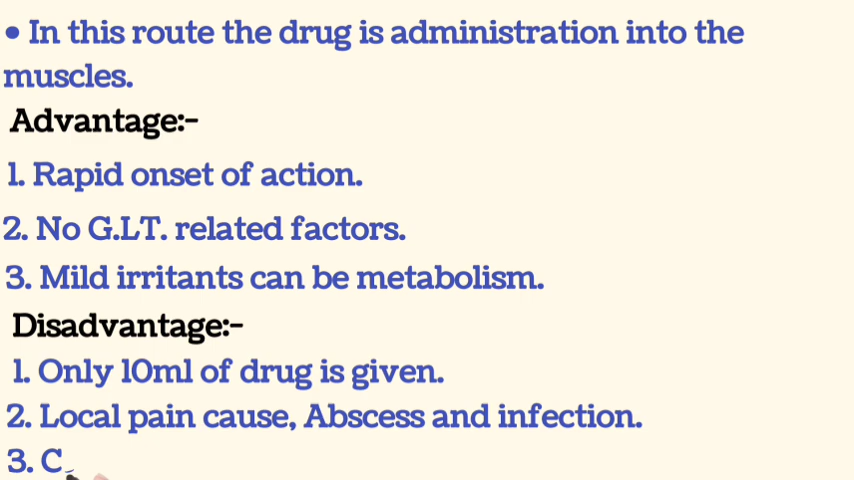 • In this route the drug is administration into the
muscles.
Advantage:-
1. Rapid onset of action.
2. No G.I.T. related factors.
3. Mild irritants can be metabolism.
Disadvantage:-
1. Only 10ml of drug is given.
2. Local pain cause, Abscess and infection.
3. C